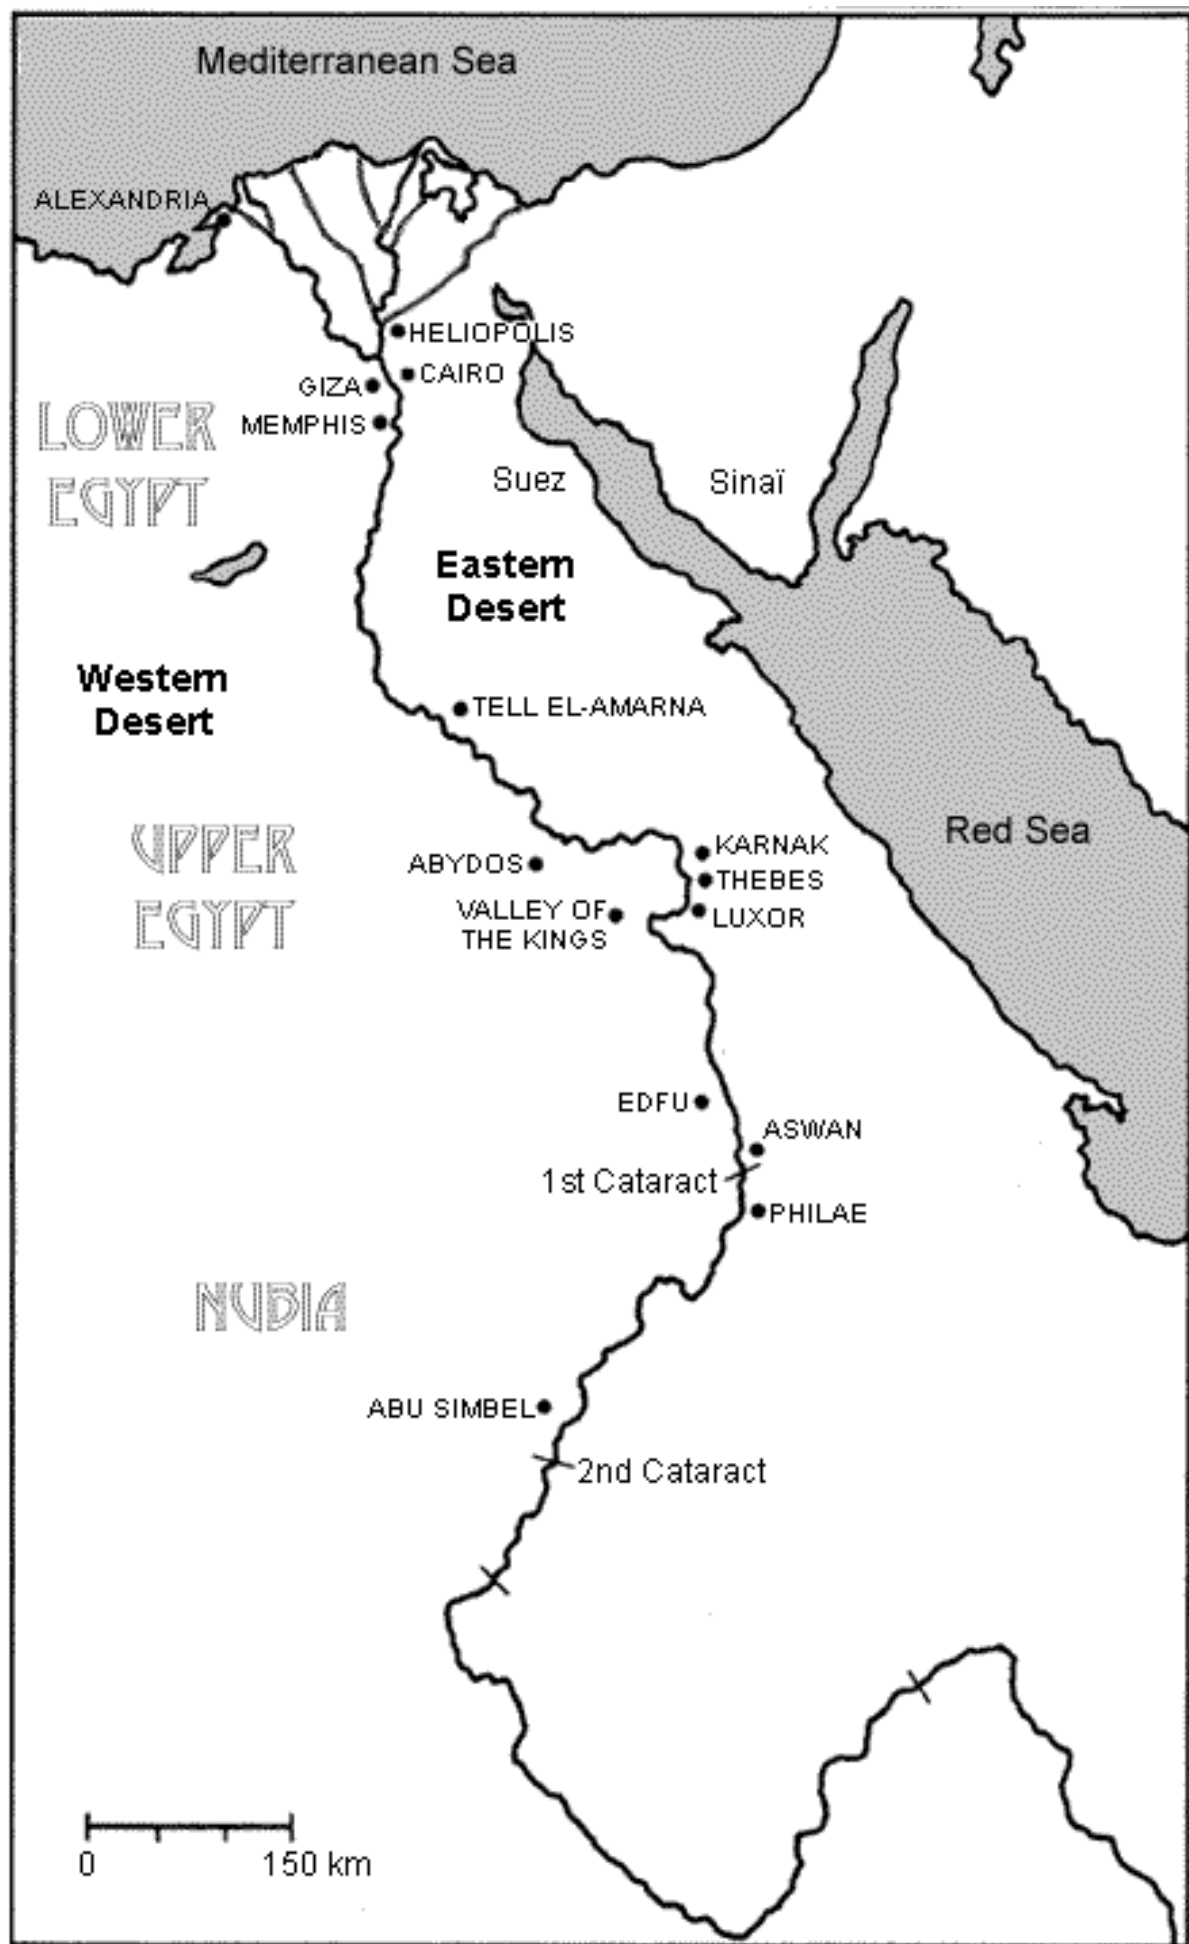 Mediterranean Sea
ALEXANDRIA
HELIOPOLIS
CAIRO
GIZA
MEMPHIS
LOWER
EGYPT
Suez
Sinaï
Eastern
Desert
Western
Desert
TELL EL-AMARNA
UPPER
EGYPT
Red Sea
KARNAK
ABYDOS
THEBES
VALLEY OF
THE KINGS
LUXOR
EDFU
ASWAN
1st Cataract
PHILAE
NUBIA
ABU SIMBEL
2nd Cataract
0
150 km